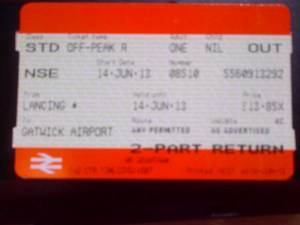 Class Ticket type Adult Child
STD OFF-PEAK R ONE NIL OUT
Start Date Number
NSE 14·JUN·13 08510 5560913292
From Valid until Price
LANCING * 14·JUN·13 £13·85X
To Route Validity
GATWICK AIRPORT ANY PERMITTED AS ADVERTISED
2-PART RETURN